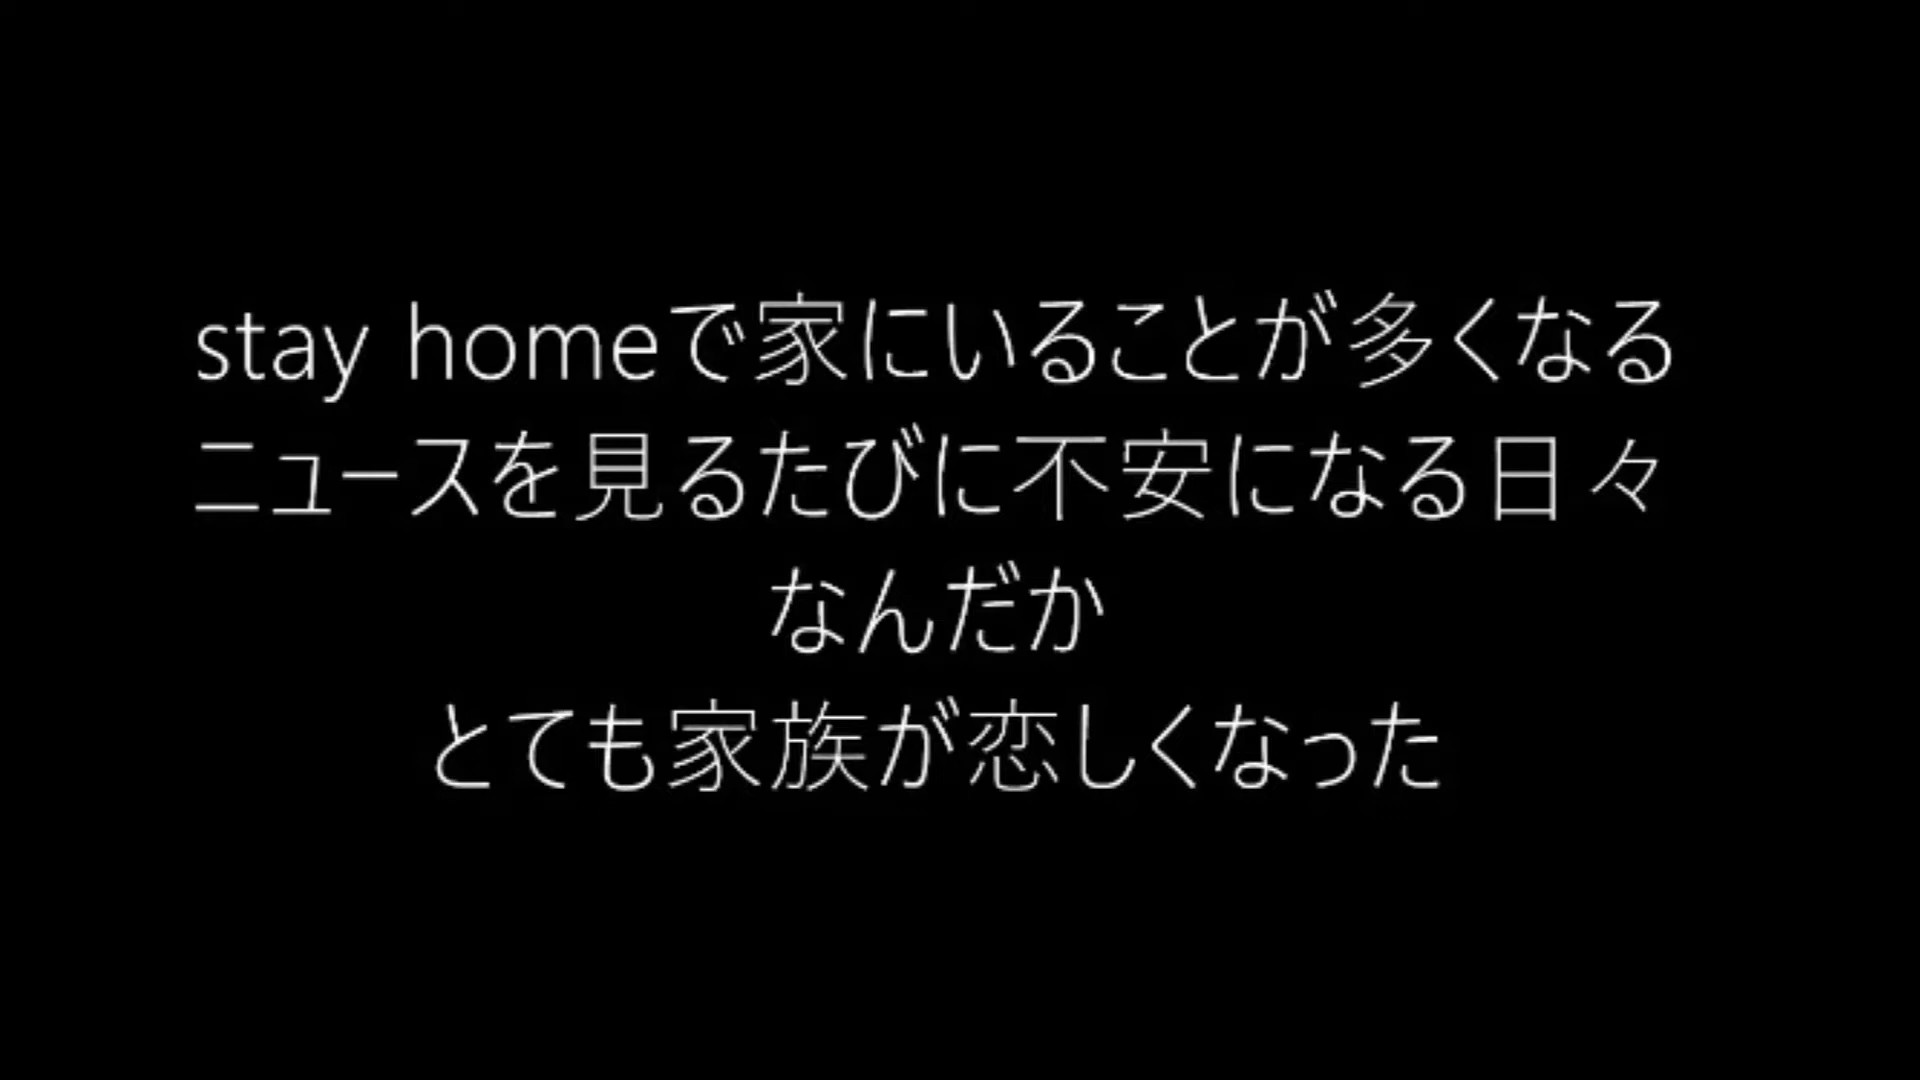 stay homeで家にいることが多くなる
ニュースを見るたびに不安になる日々
なんだか
とても家族が恋しくなった